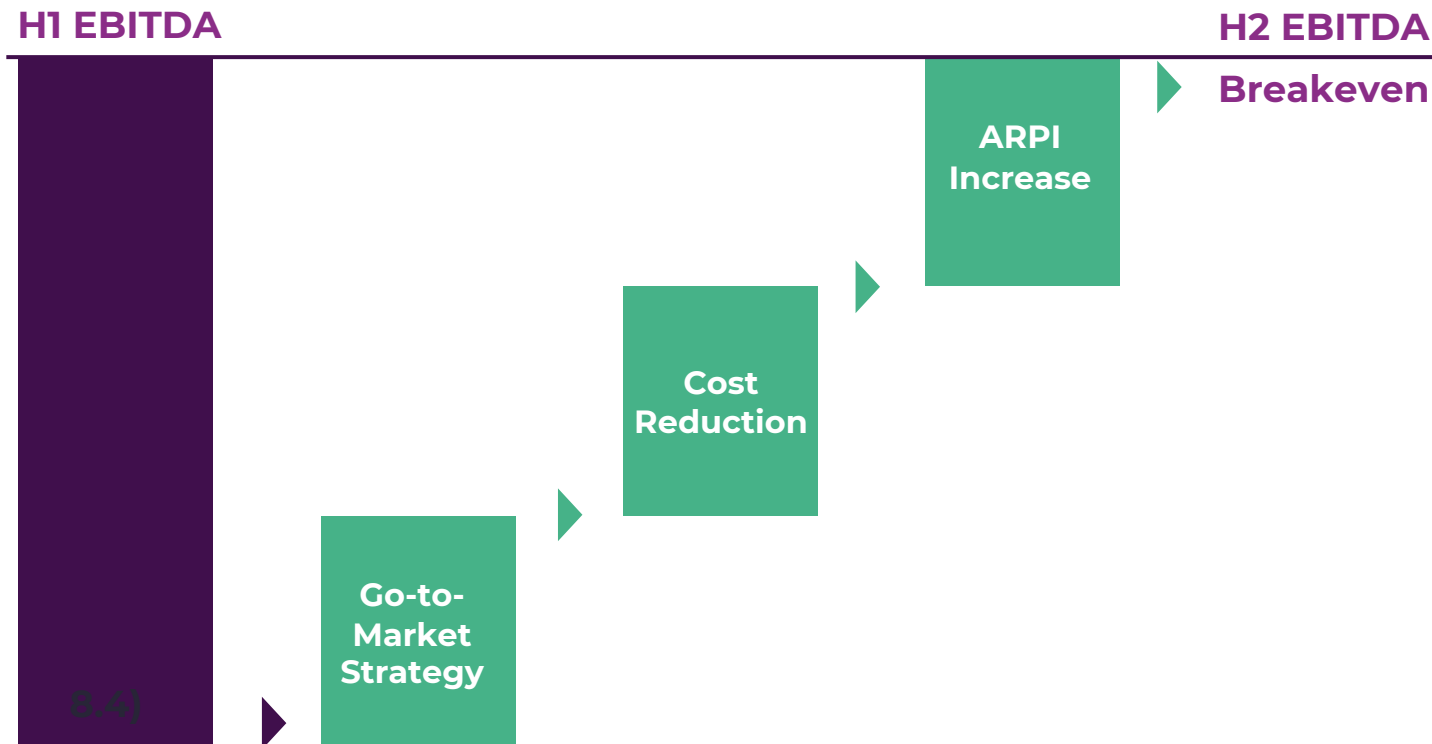 H1 EBITDA
H2 EBITDA
Breakeven
ARPI
Increase
Cost
Reduction
Go-to-
Market
Strategy
8.4)